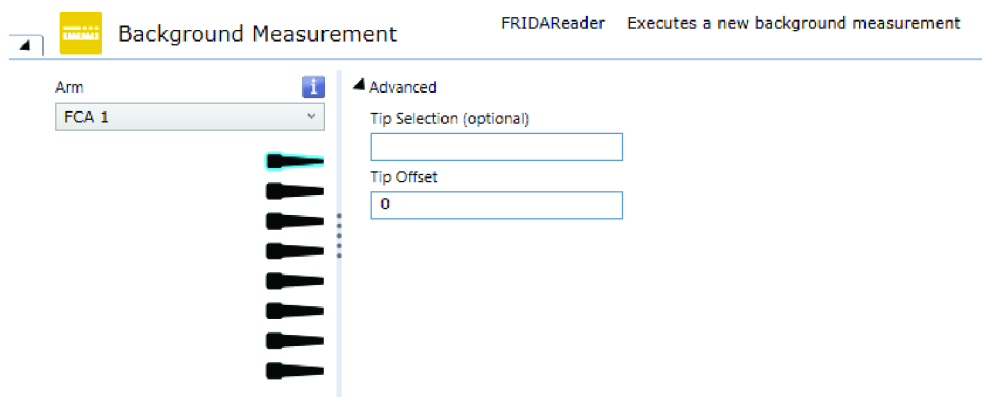 Background Measurement
FRIDAReader Executes a new background measurement
Arm
i
FCA 1
Advanced
Tip Selection (optional)
Tip Offset
0